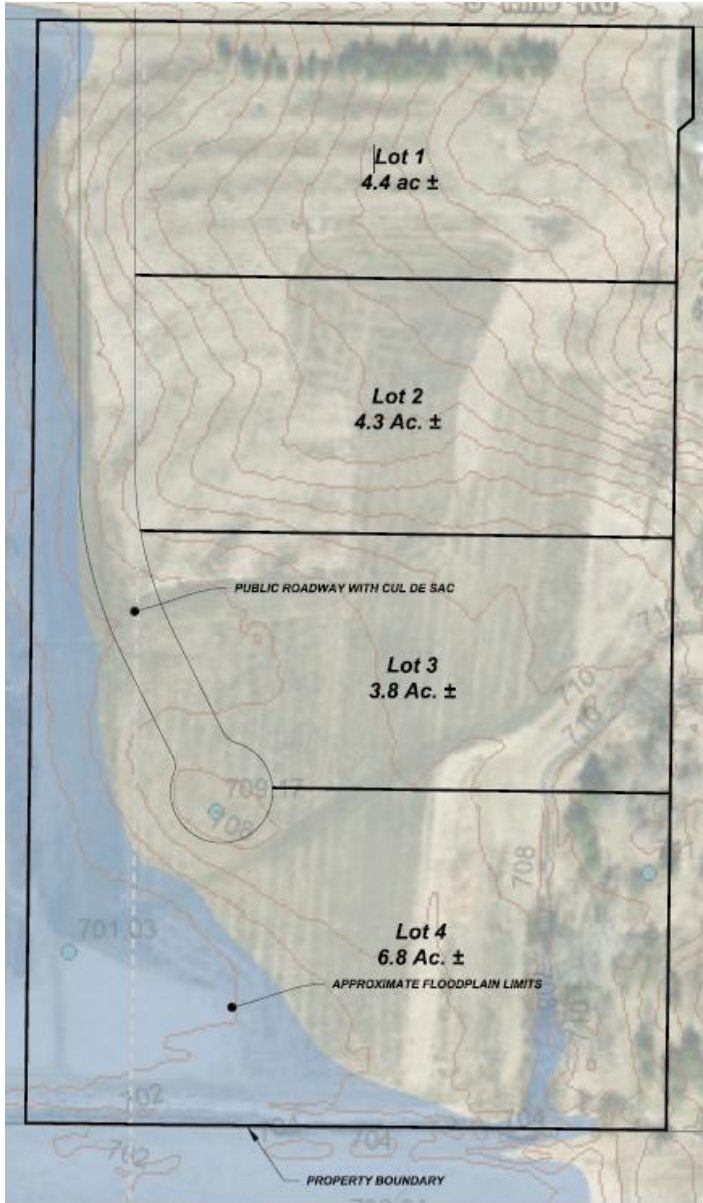 Lot 1
4.4 ac ±
Lot 2
4.3 Ac. ±
PUBLIC ROADWAY WITH CUL DE SAC
Lot 3
3.8 Ac. ±
710
710
709.17
708
708
Lot 4
6.8 Ac. ±
701.03
APPROXIMATE FLOODPLAIN LIMITS
710
702
704
704
704
702
PROPERTY BOUNDARY